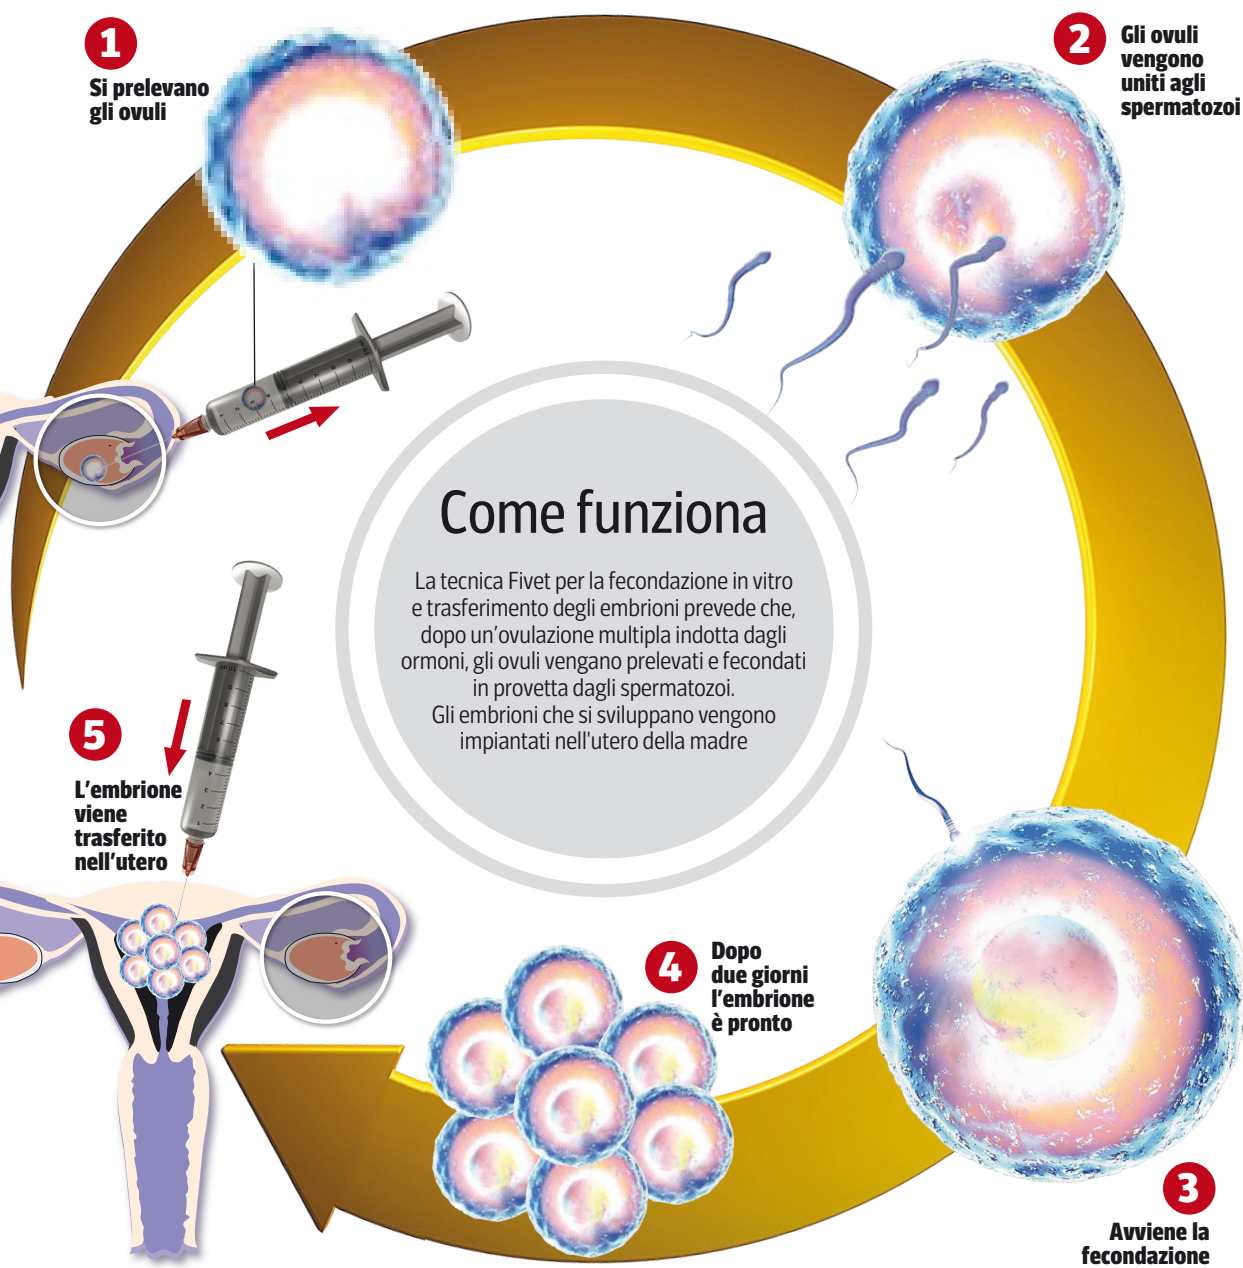 1
Si prelevano
gli ovuli
2
Gli ovuli
vengono
uniti agli
spermatozoi
Come funziona
La tecnica Fivet per la fecondazione in vitro
e trasferimento degli embrioni prevede che,
dopo un'ovulazione multipla indotta dagli
ormoni, gli ovuli vengano prelevati e fecondati
in provetta dagli spermatozoi.
Gli embrioni che si sviluppano vengono
impiantati nell'utero della madre
3
Avviene la
fecondazione
4
Dopo
due giorni
l'embrione
è pronto
5
L'embrione
viene
trasferito
nell'utero